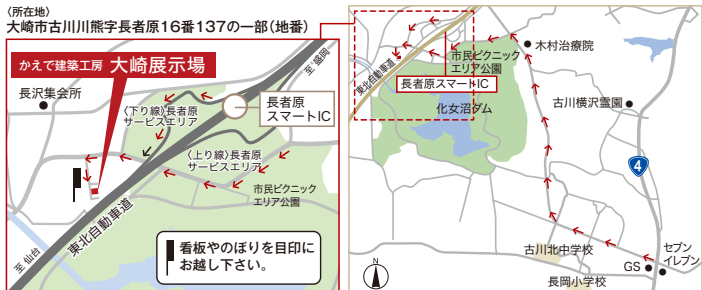 〈所在地〉
大崎市古川川熊字長者原16番137の一部(地番)
至 盛岡
かえで建築工房 大崎展示場
長沢集会所
長者原
スマートIC
〈下り線〉長者原
サービスエリア
〈上り線〉長者原
サービスエリア
市民ピクニック
エリア公園
東北自動車道
至 仙台
看板やのぼりを目印に
お越し下さい。
木村治療院
市民ピクニック
エリア公園
東北自動車道
長者原スマートIC
化女沼ダム
古川横沢霊園
4
古川北中学校
セブン
イレブン
GS
長岡小学校
N